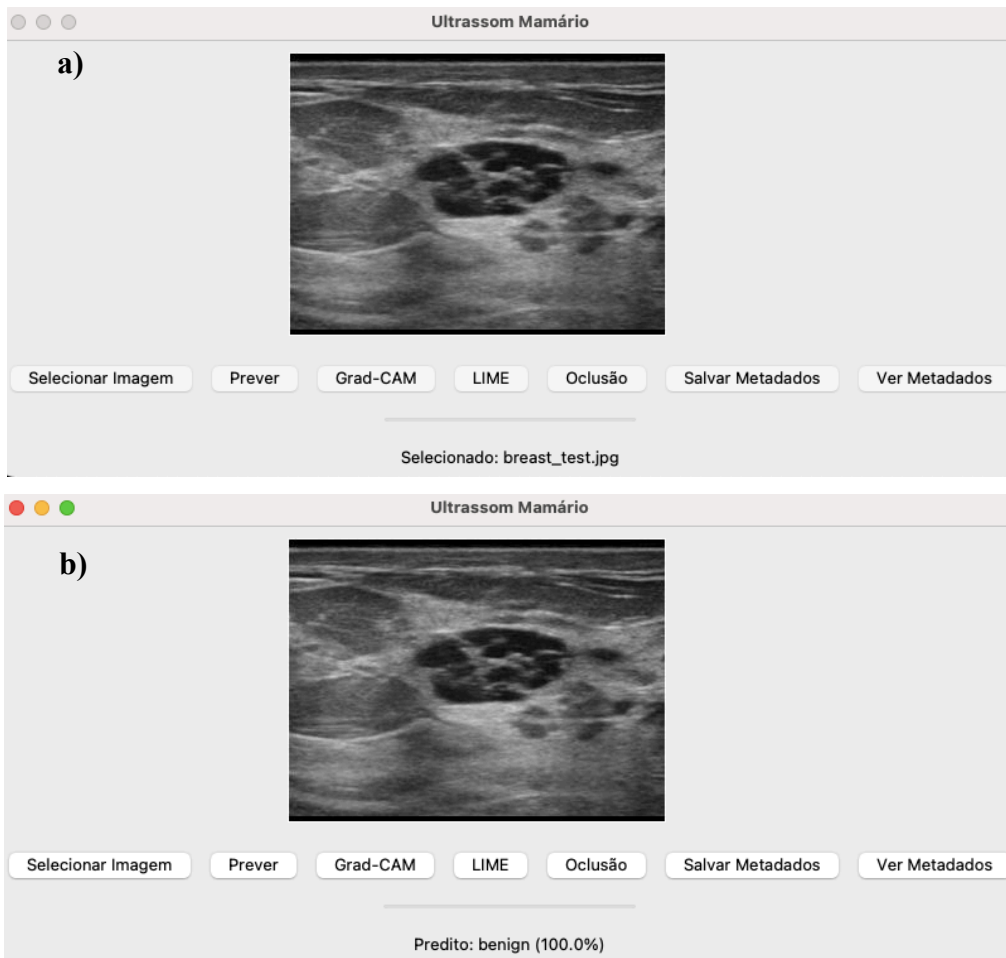 Ultrassom Mamário
a)
Selecionar Imagem Prever Grad-CAM LIME Oclusão Salvar Metadados Ver Metadados
Selecionado: breast_test.jpg
Ultrassom Mamário
b)
Selecionar Imagem Prever Grad-CAM LIME Oclusão Salvar Metadados Ver Metadados
Predito: benign (100.0%)